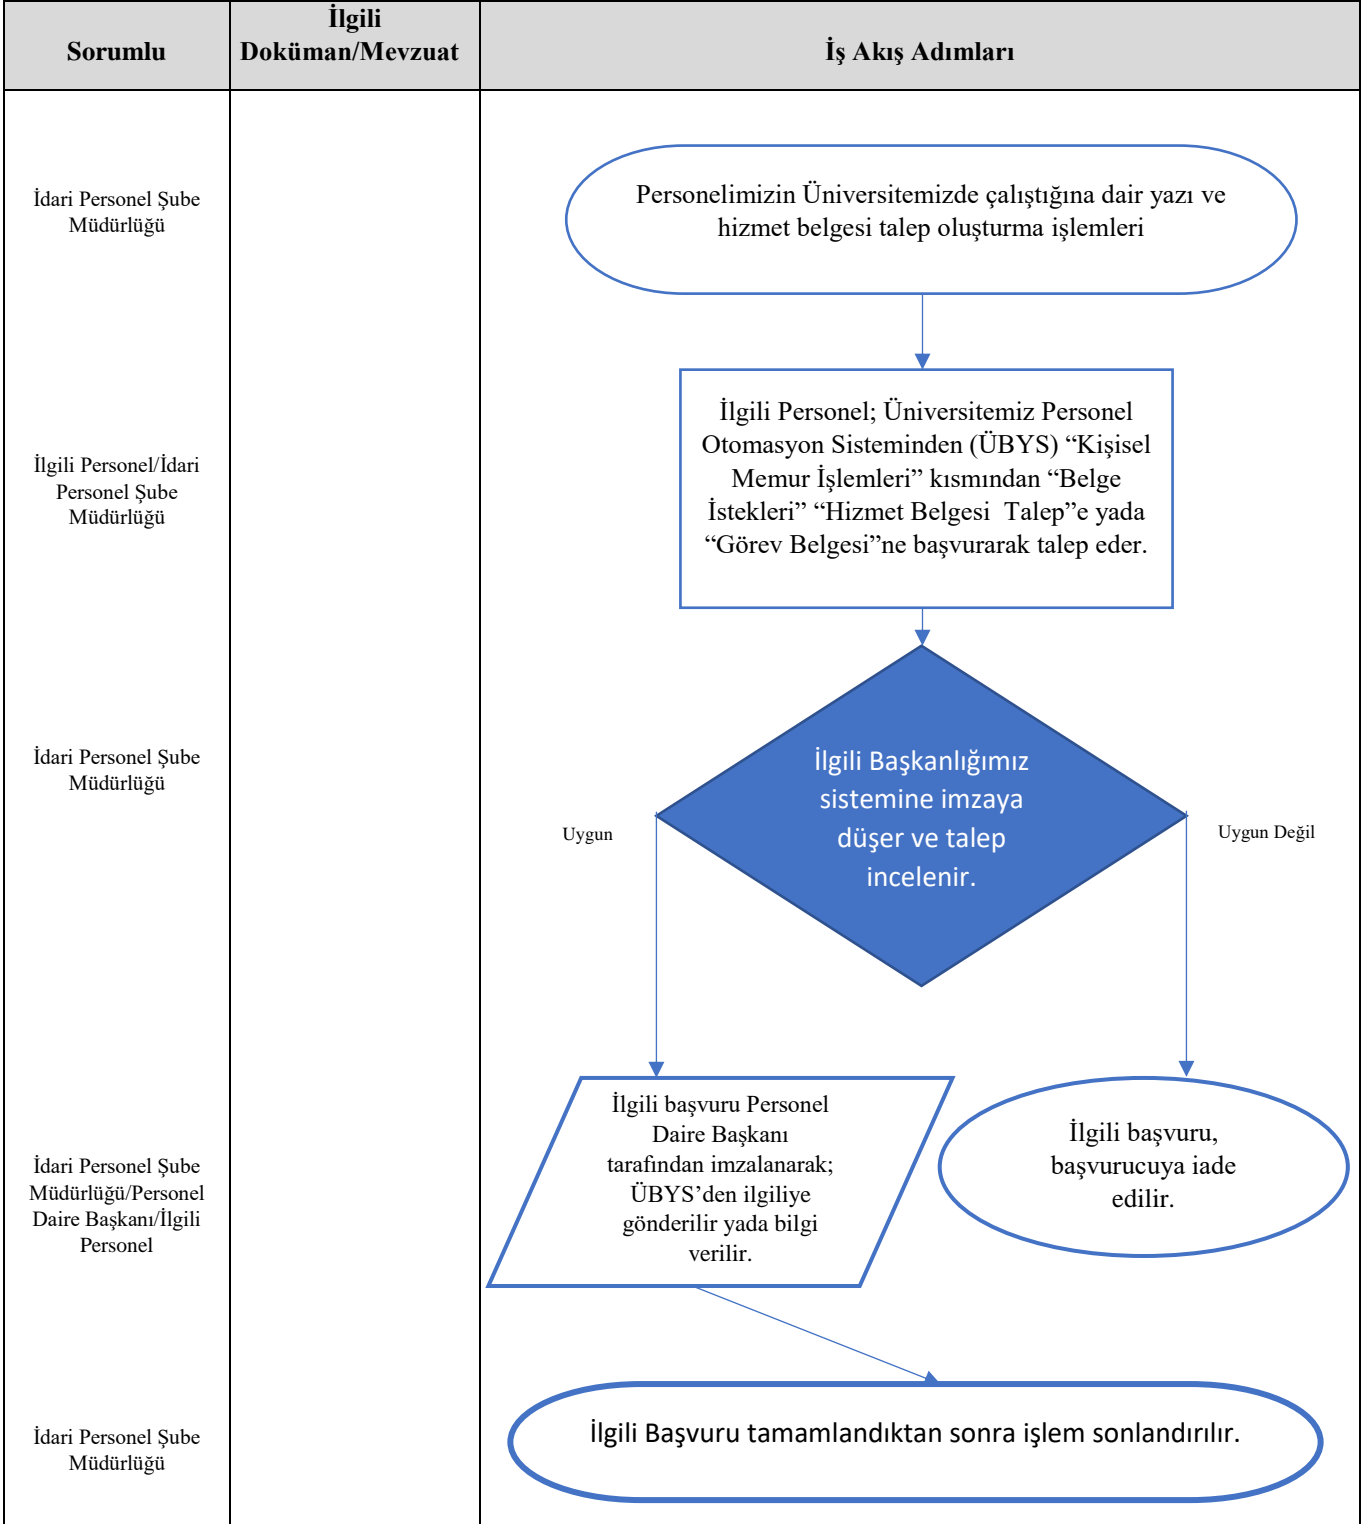 Sorumlu
İlgili
Doküman/Mevzuat
İş Akış Adımları
İdari Personel Şube
Müdürlüğü
Personelimizin Üniversitemizde çalıştığına dair yazı ve
hizmet belgesi talep oluşturma işlemleri
İlgili Personel/İdari
Personel Şube
Müdürlüğü
İlgili Personel; Üniversitemiz Personel
Otomasyon Sisteminden (ÜBYS) “Kişisel
Memur İşlemleri” kısmından “Belge
İstekleri” “Hizmet Belgesi  Talep”e yada
“Görev Belgesi”ne başvurarak talep eder.
İdari Personel Şube
Müdürlüğü
İlgili Başkanlığımız
sistemine imzaya
düşer ve talep
incelenir.
Uygun
Uygun Değil
İdari Personel Şube
Müdürlüğü/Personel
Daire Başkanı/İlgili
Personel
İlgili başvuru Personel
Daire Başkanı
tarafından imzalanarak;
ÜBYS’den ilgiliye
gönderilir yada bilgi
verilir.
İlgili başvuru,
başvurucuya iade
edilir.
İdari Personel Şube
Müdürlüğü
İlgili Başvuru tamamlandıktan sonra işlem sonlandırılır.